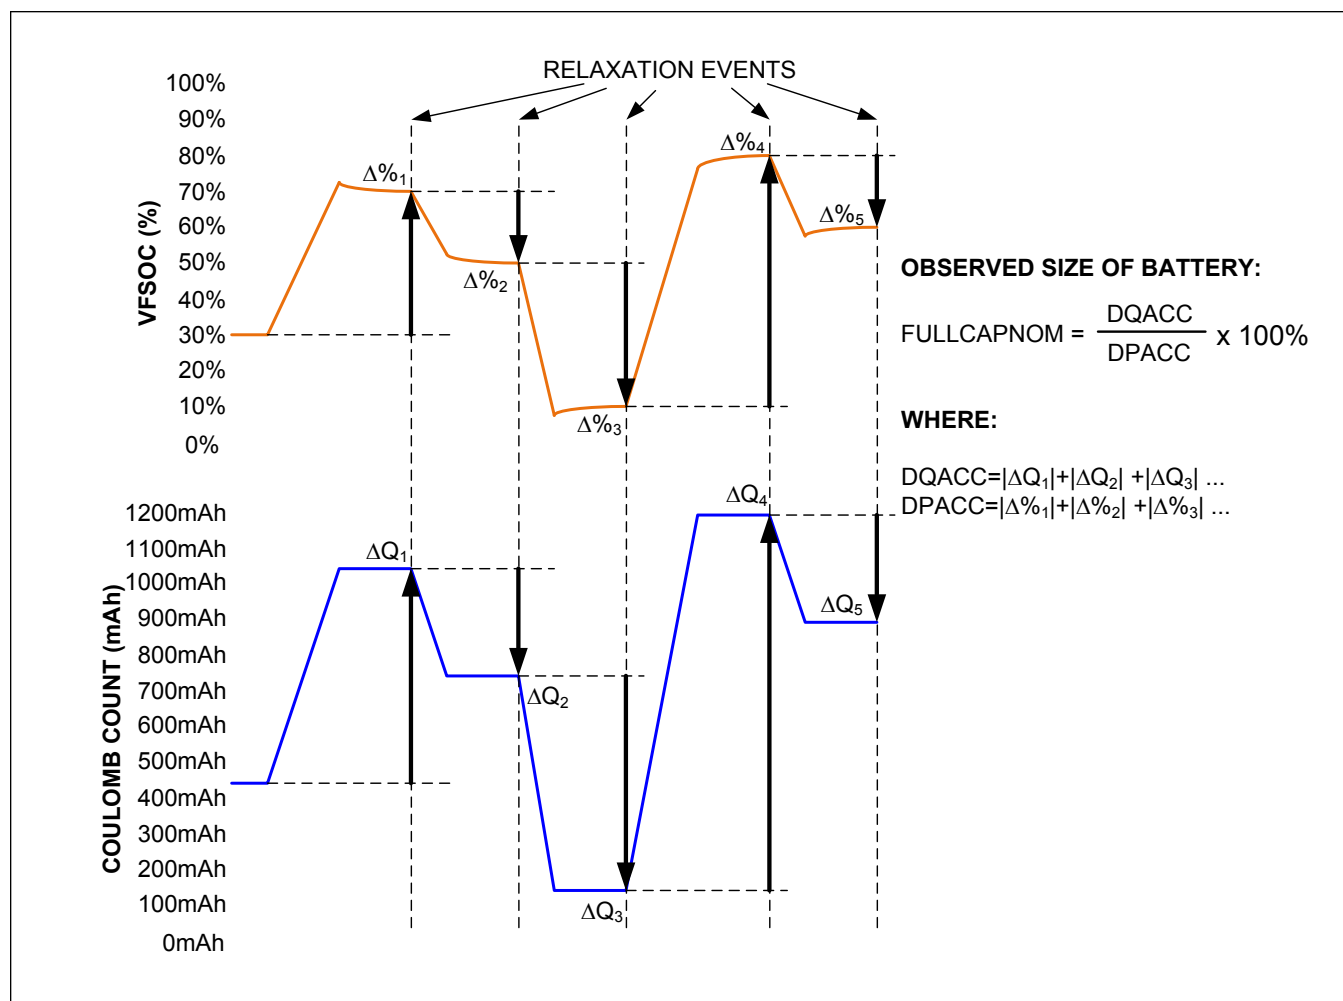 RELAXATION EVENTS
VFSOC (%)
100%
90%
80%
70%
60%
50%
40%
30%
20%
10%
0%
Δ%₁
Δ%₂
Δ%₃
Δ%₄
Δ%₅
COULOMB COUNT (mAh)
1200mAh
1100mAh
1000mAh
900mAh
800mAh
700mAh
600mAh
500mAh
400mAh
300mAh
200mAh
100mAh
0mAh
ΔQ₁
ΔQ₂
ΔQ₃
ΔQ₄
ΔQ₅
OBSERVED SIZE OF BATTERY:
FULLCAPNOM = DQACC / DPACC x 100%
WHERE:
DQACC=|ΔQ₁|+|ΔQ₂| +|ΔQ₃| ...
DPACC=|Δ%₁|+|Δ%₂| +|Δ%₃| ...